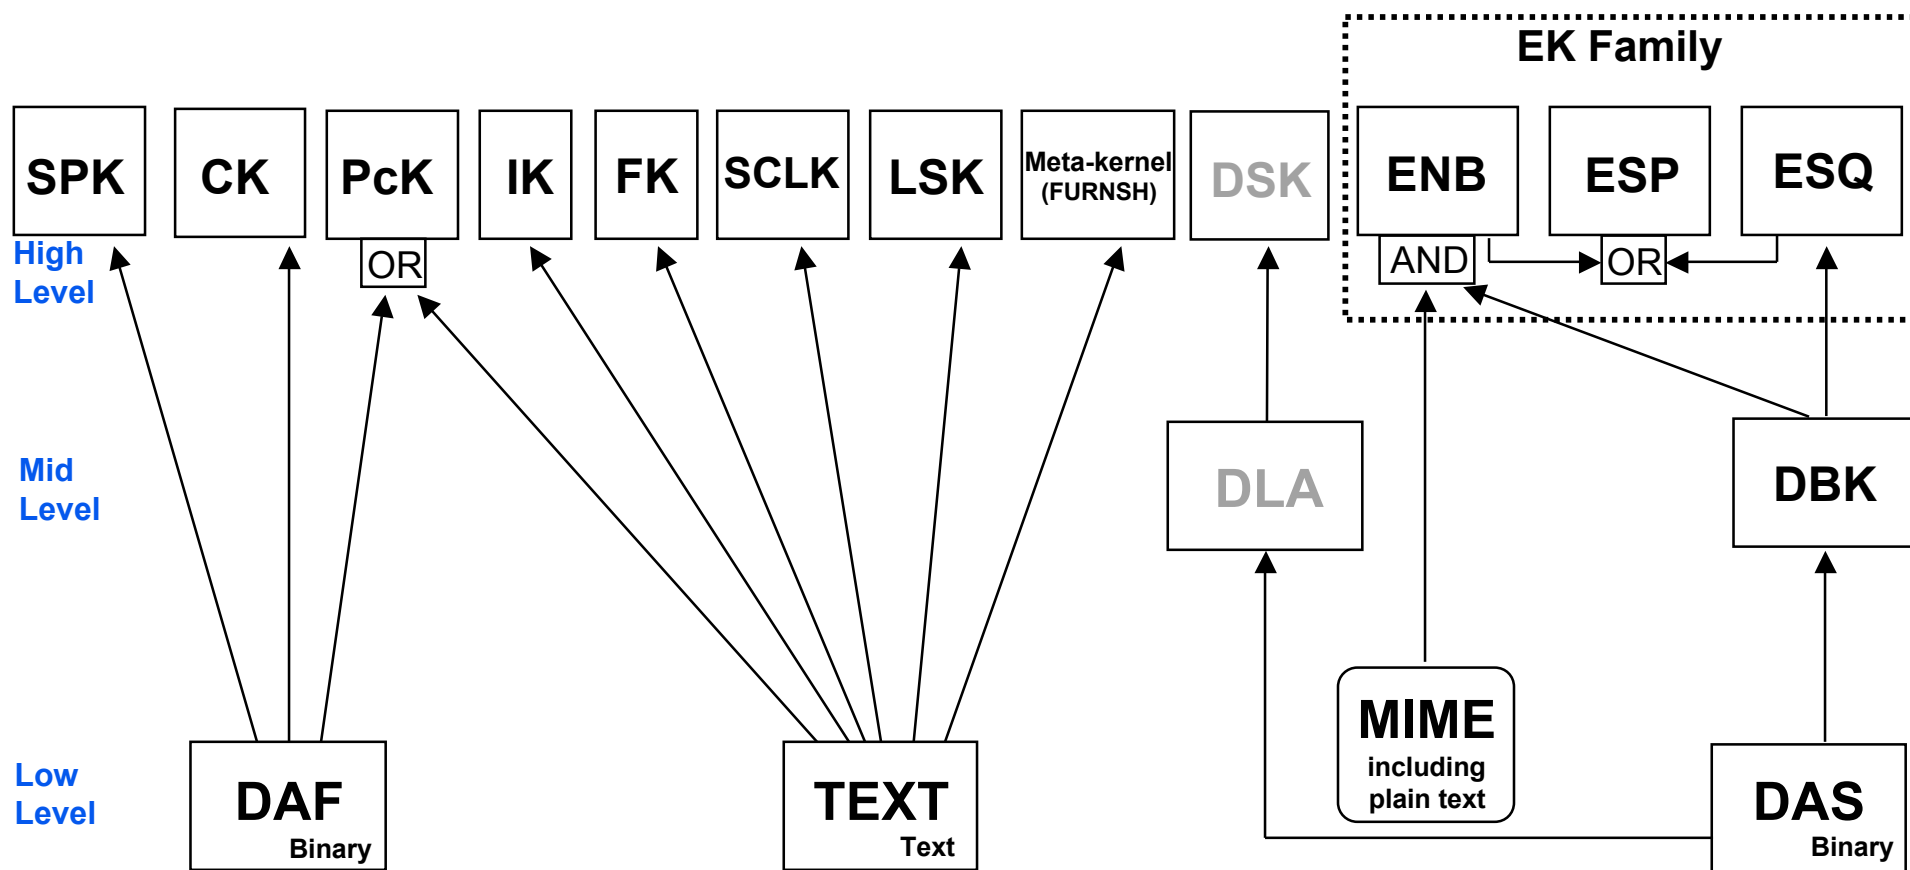 EK Family
SPK
CK
PcK
IK
FK
SCLK
LSK
Meta-kernel
(FURNSH)
DSK
ENB
ESP
ESQ
High
Level
OR
AND
OR
Mid
Level
DLA
DBK
Low
Level
DAF
Binary
TEXT
Text
MIME
including
plain text
DAS
Binary